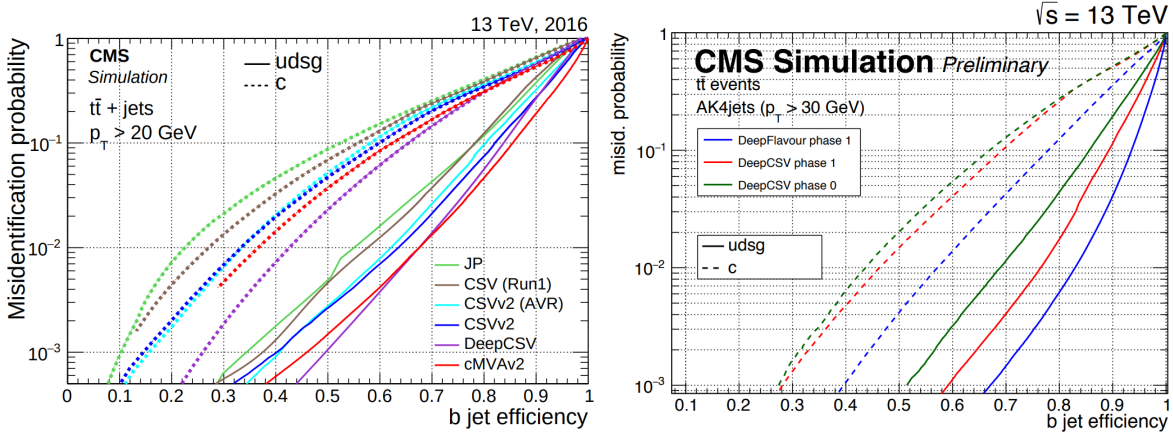 13 TeV, 2016
Misidentification probability
CMS
Simulation
tt̄ + jets
p_T > 20 GeV
udsg
c
1
10⁻¹
10⁻²
10⁻³
JP
CSV (Run1)
CSVv2 (AVR)
CSVv2
DeepCSV
cMVAv2
0 0.1 0.2 0.3 0.4 0.5 0.6 0.7 0.8 0.9 1
b jet efficiency
√s = 13 TeV
misid. probability
CMS Simulation Preliminary
tt̄ events
AK4jets (p_T > 30 GeV)
DeepFlavour phase 1
DeepCSV phase 1
DeepCSV phase 0
udsg
c
1
10⁻¹
10⁻²
10⁻³
0.1 0.2 0.3 0.4 0.5 0.6 0.7 0.8 0.9 1
b jet efficiency